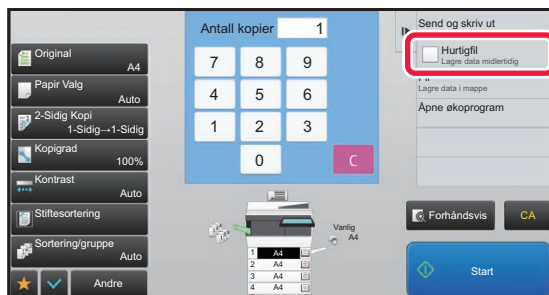 Original
A4
Papir Valg
Auto
2-Sidig Kopi
1-Sidig→1-Sidig
Kopigrad
100%
Kontrast
Auto
Stiftesortering
Sortering/gruppe
Auto
Andre
Antall kopier 1
7 8 9
4 5 6
1 2 3
0 C
Vanlig
A4
1 A4
2 A4
3 A4
4 A4
Send og skriv ut
Hurtigfil
Lagre data midlertidig
Lagre data i mappe
Åpne økoprogram
Forhåndsvis CA
Start